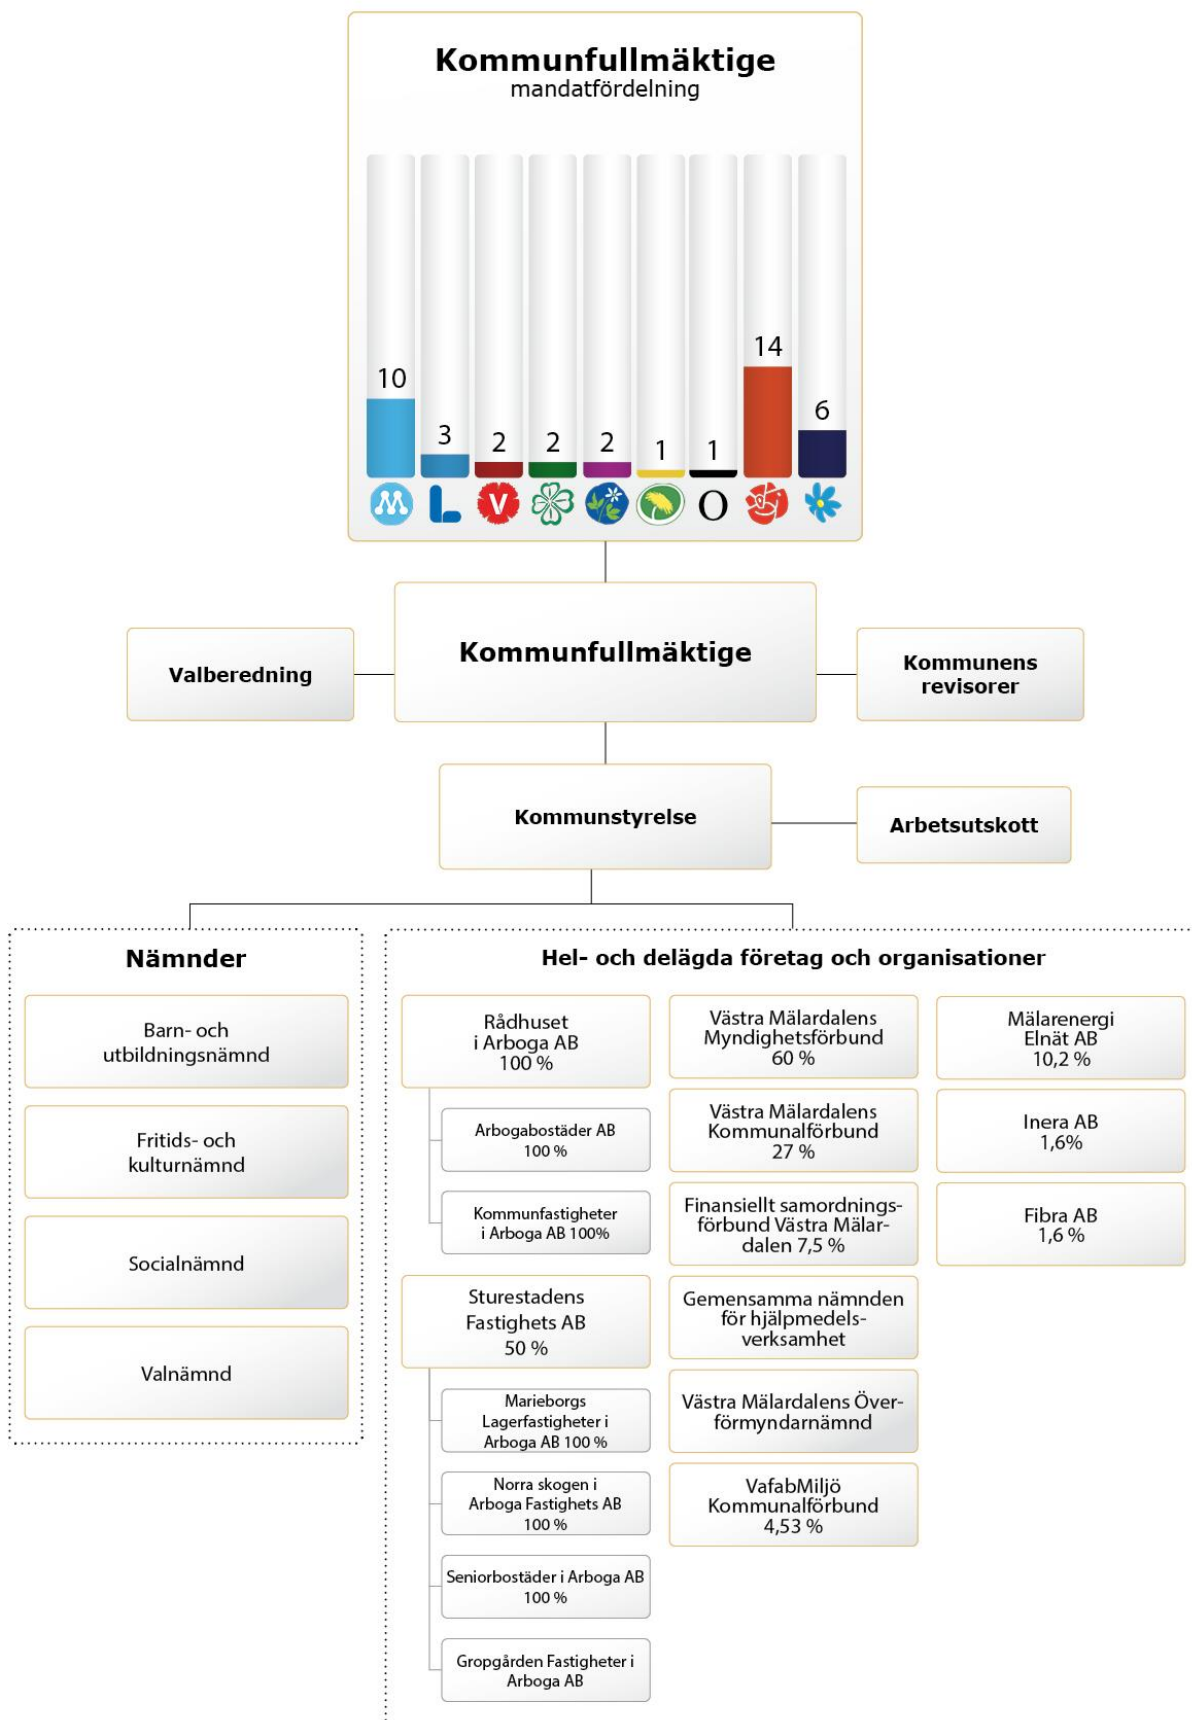 Kommunfullmäktige
mandatfördelning
10
3
2
2
2
1
1
14
6
M
L
V
O
Kommunfullmäktige
Valberedning
Kommunens
revisorer
Kommunstyrelse
Arbetsutskott
Nämnder
Barn- och
utbildningsnämnd
Fritids- och
kulturnämnd
Socialnämnd
Valnämnd
Hel- och delägda företag och organisationer
Rådhuset
i Arboga AB
100 %
Arbogabostäder AB
100 %
Kommunfastigheter
i Arboga AB 100%
Sturestadens
Fastighets AB
50 %
Marieborgs
Lagerfastigheter i
Arboga AB 100 %
Norra skogen i
Arboga Fastighets AB
100 %
Seniorbostäder i Arboga AB
100 %
Gropgården Fastigheter i
Arboga AB
Västra Mälardalens
Myndighetsförbund
60 %
Västra Mälardalens
Kommunalförbund
27 %
Finansiellt samordnings-
förbund Västra Mälar-
dalen 7,5 %
Gemensamma nämnden
för hjälpmedels-
verksamhet
Västra Mälardalens Över-
förmyndarnämnd
VafabMiljö
Kommunalförbund
4,53 %
Mälarenergi
Elnät AB
10,2 %
Inera AB
1,6%
Fibra AB
1,6 %